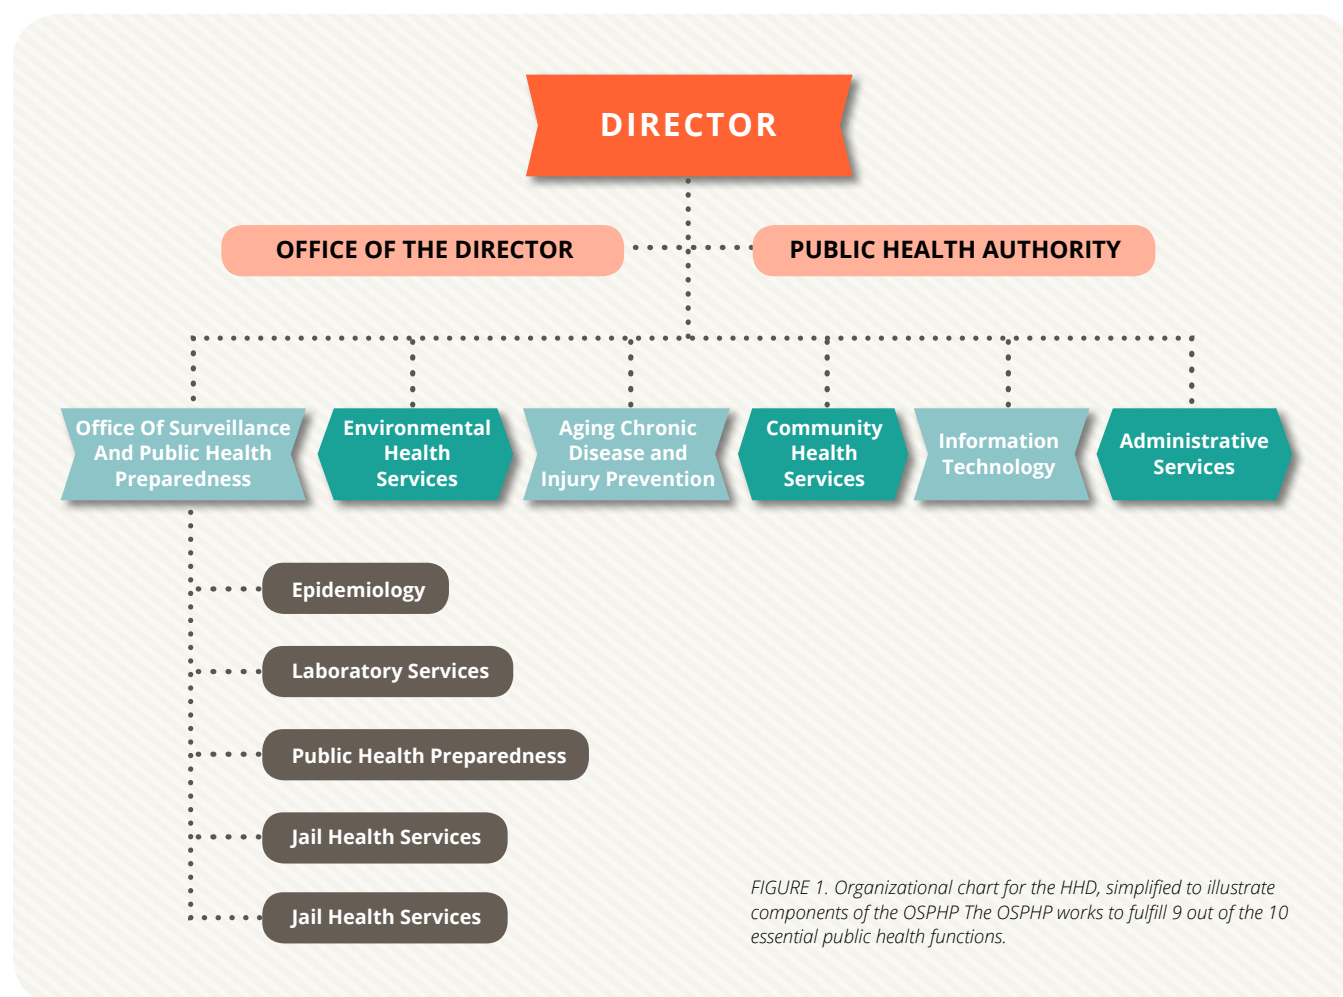 DIRECTOR
OFFICE OF THE DIRECTOR
PUBLIC HEALTH AUTHORITY
Office Of Surveillance
And Public Health
Preparedness
Environmental
Health
Services
Aging Chronic
Disease and
Injury Prevention
Community
Health
Services
Information
Technology
Administrative
Services
Epidemiology
Laboratory Services
Public Health Preparedness
Jail Health Services
Jail Health Services
FIGURE 1. Organizational chart for the HHD, simplified to illustrate
components of the OSPHP The OSPHP works to fulfill 9 out of the 10
essential public health functions.